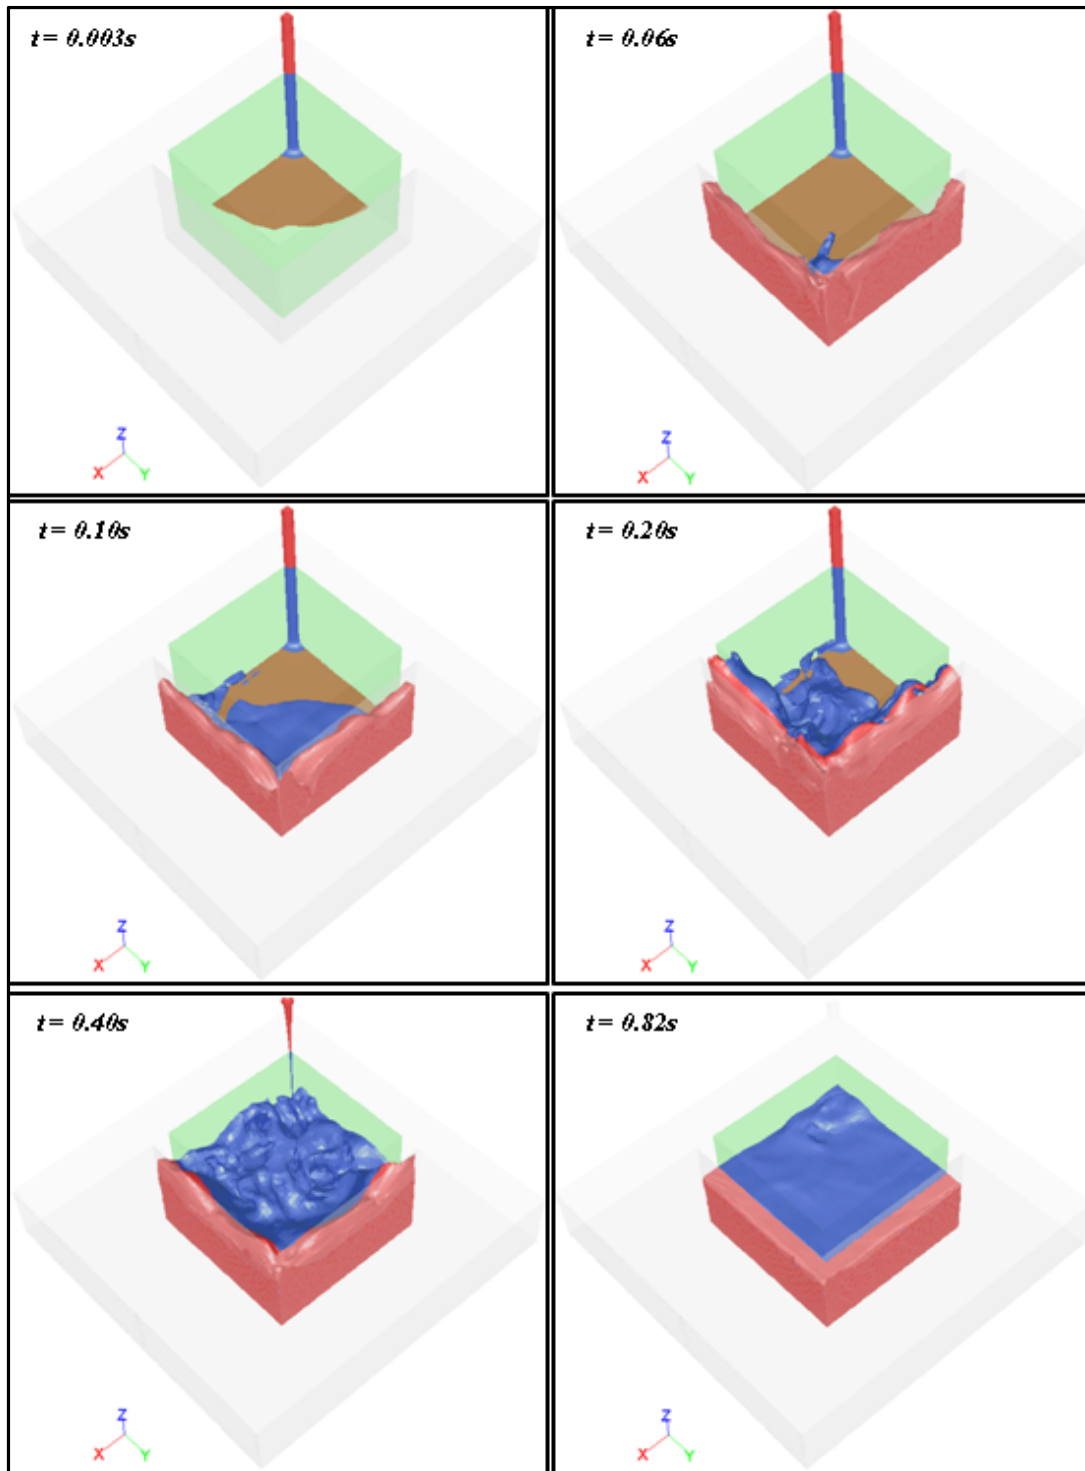 t = 0.003s
t = 0.06s
Z
X
Y
Z
X
Y
t = 0.10s
t = 0.20s
Z
X
Y
Z
X
Y
t = 0.40s
t = 0.82s
Z
X
Y
Z
X
Y